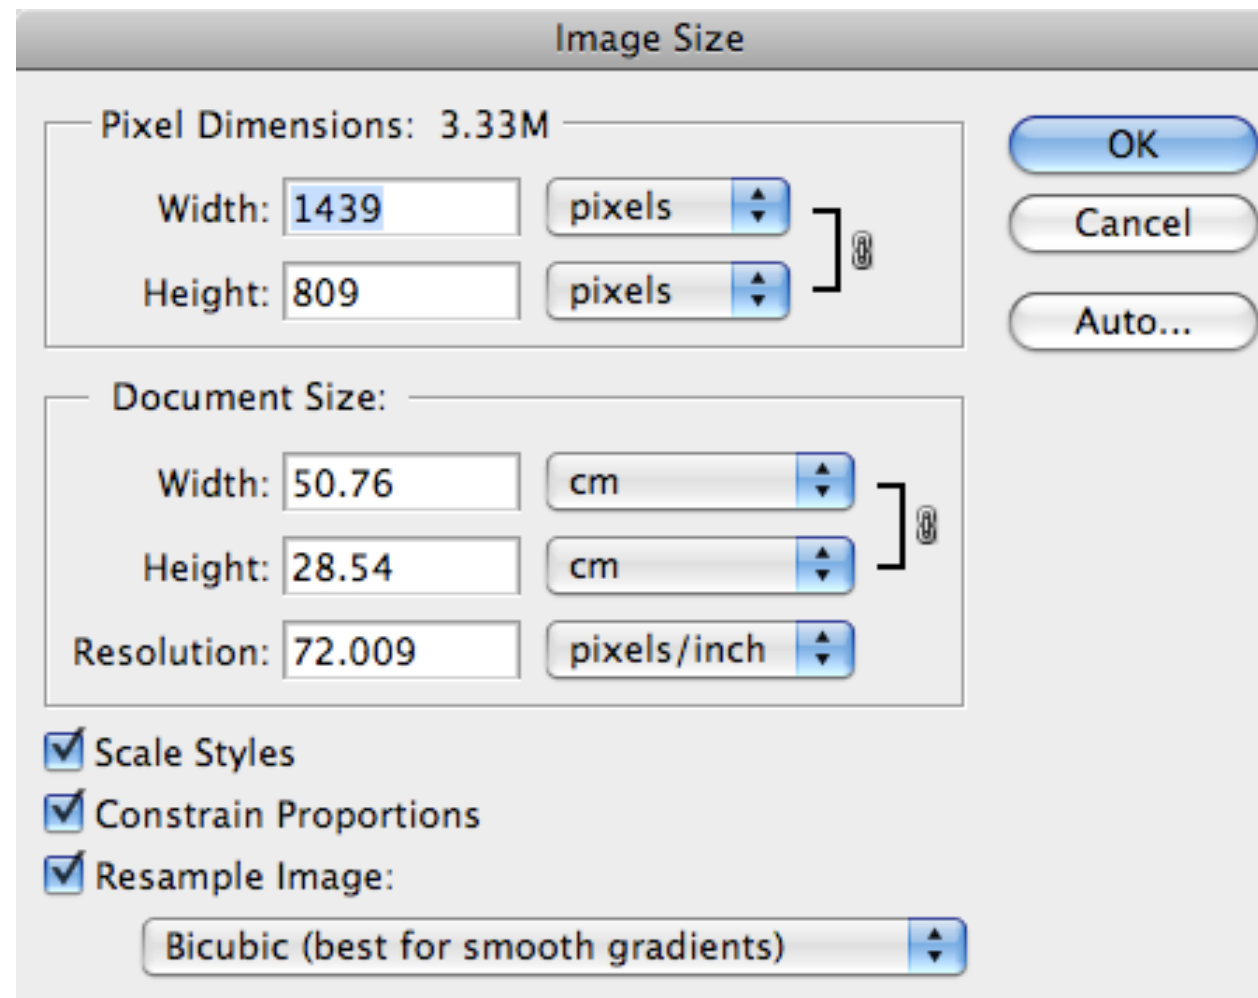 Image Size
Pixel Dimensions: 3.33M
OK
Width: 1439 pixels
Cancel
Height: 809 pixels
Auto...
Document Size:
Width: 50.76 cm
Height: 28.54 cm
Resolution: 72.009 pixels/inch
Scale Styles
Constrain Proportions
Resample Image:
Bicubic (best for smooth gradients)